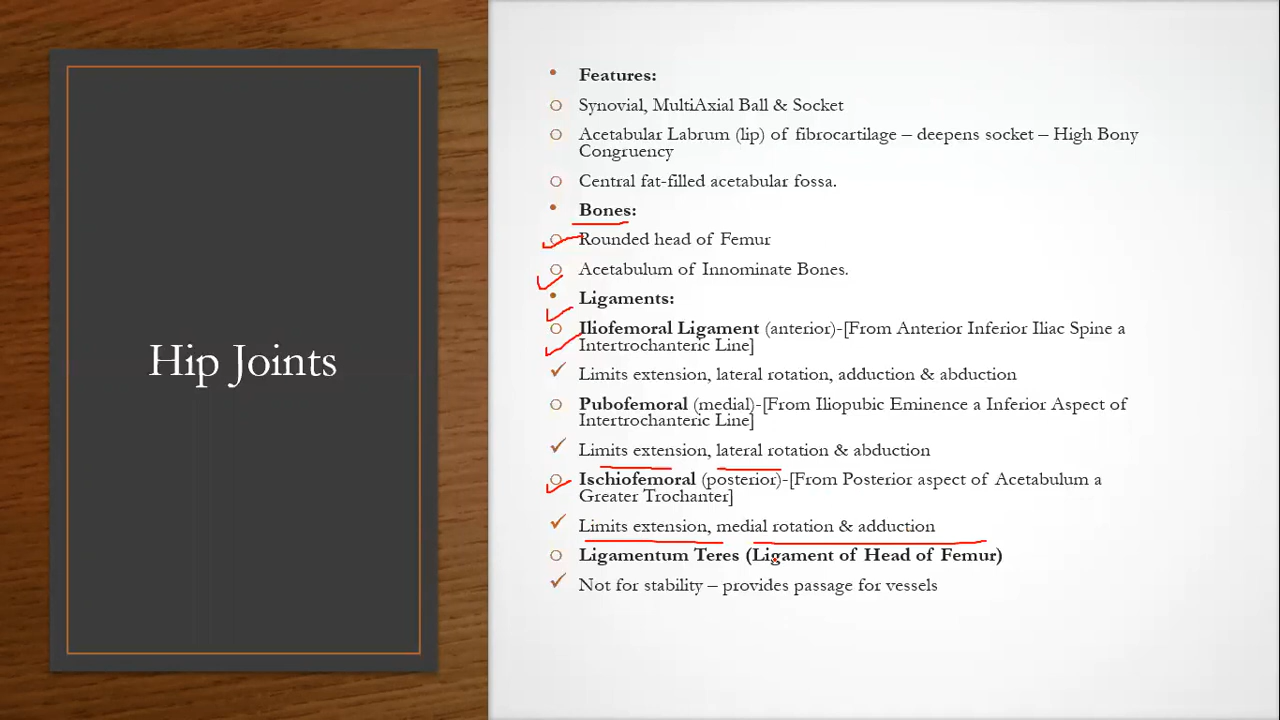 Hip Joints
Features:
Synovial, MultiAxial Ball & Socket
Acetabular Labrum (lip) of fibrocartilage – deepens socket – High Bony
Congruency
Central fat-filled acetabular fossa.
Bones:
Rounded head of Femur
Acetabulum of Innominate Bones.
Ligaments:
Iliofemoral Ligament (anterior)-[From Anterior Inferior Iliac Spine a
Intertrochanteric Line]
Limits extension, lateral rotation, adduction & abduction
Pubofemoral (medial)-[From Iliopubic Eminence a Inferior Aspect of
Intertrochanteric Line]
Limits extension, lateral rotation & abduction
Ischiofemoral (posterior)-[From Posterior aspect of Acetabulum a
Greater Trochanter]
Limits extension, medial rotation & adduction
Ligamentum Teres (Ligament of Head of Femur)
Not for stability – provides passage for vessels